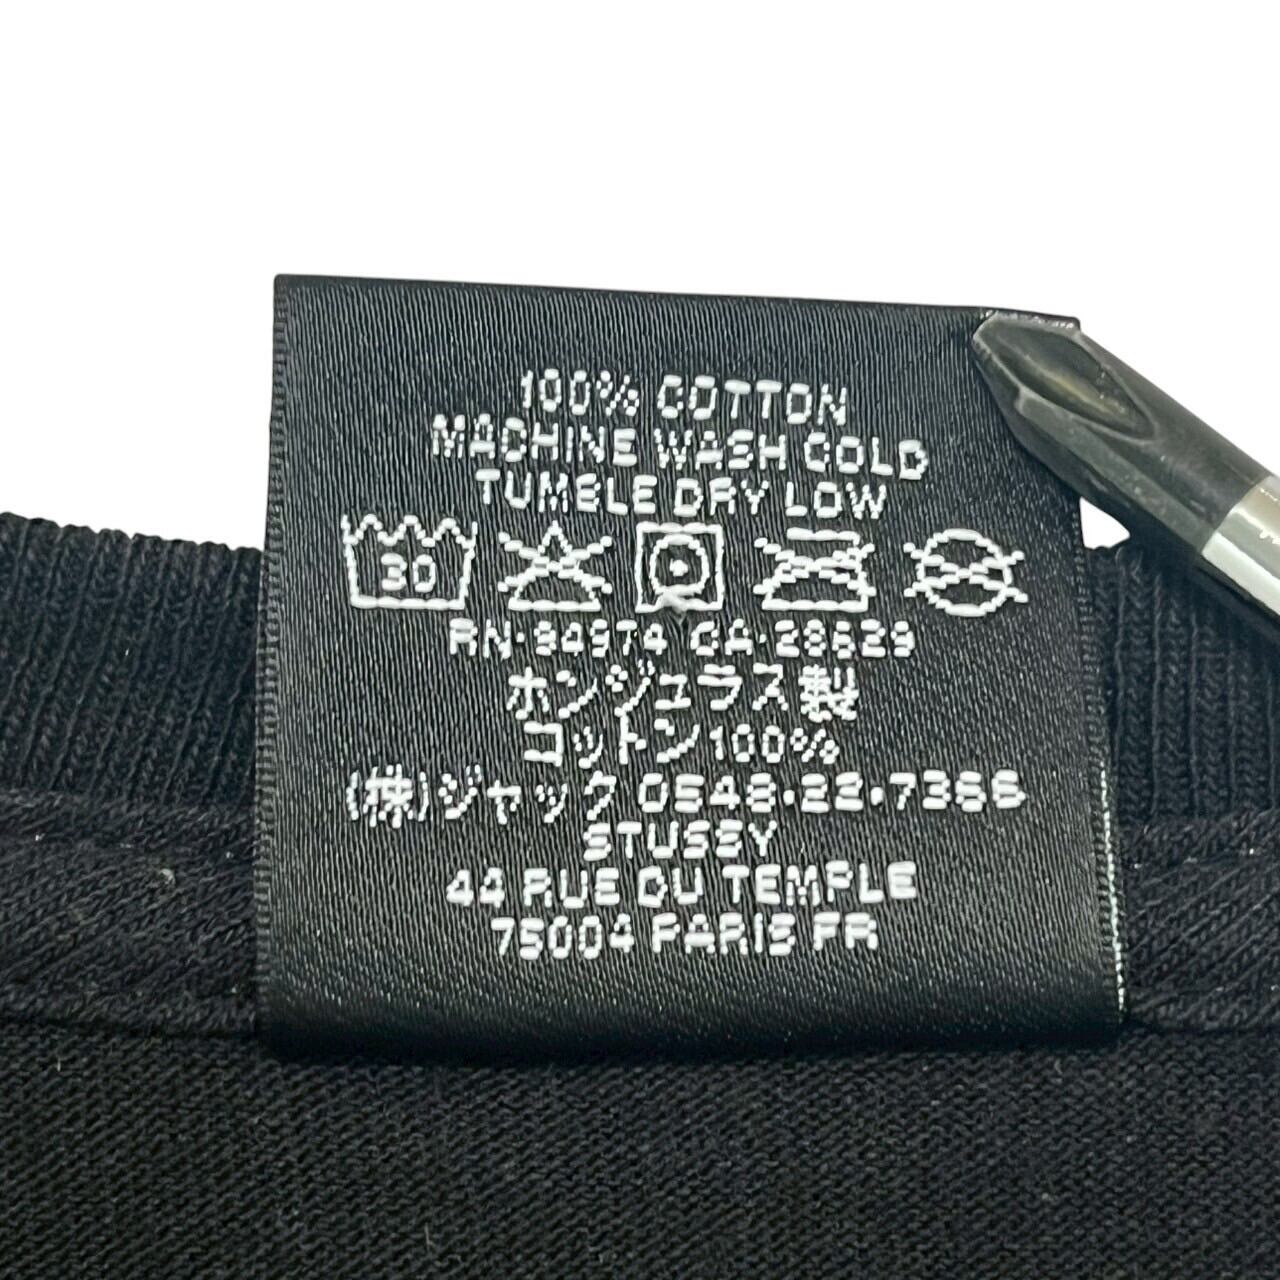 100% COTTON
MACHINE WASH COLD
TUMBLE DRY LOW
30
RN·94974 CA·28629
ホンジュラス製
コットン100%
(株)ジャック 0548·22·7366
STUSSY
44 RUE DU TEMPLE
75004 PARIS FR